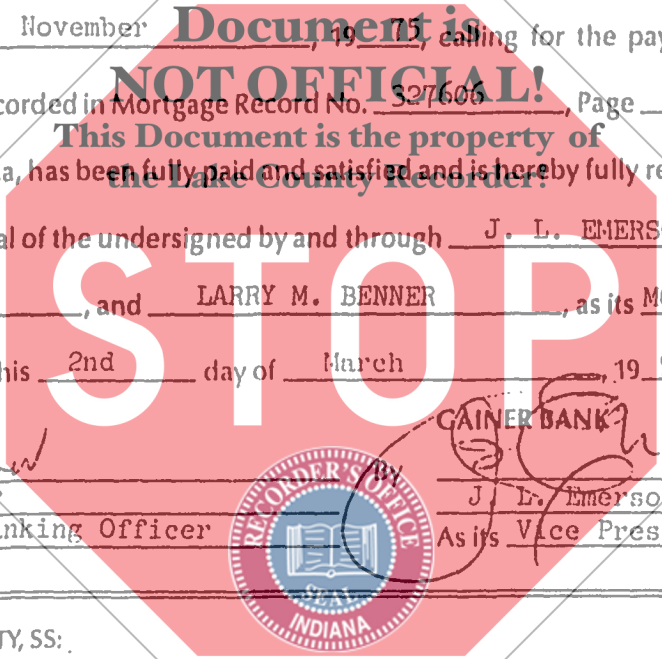 November, 19 75, calling for the pay
Document is
NOT OFFICIAL!
corded in Mortgage Record No. 327606, Page
This Document is the property of
the Lake County Recorder!
a, has been fully paid and satisfied and is hereby fully re
al of the undersigned by and through J. L. EMERS
STOP
, and LARRY M. BENNER, as its M
his 2nd day of March, 19
GAINER BANK
BY
J. L. Emerso
nking Officer As its Vice Pres
RECORDER'S OFFICE
SEAL
INDIANA
TY, SS: